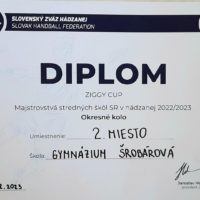 SLOVENSKÝ ZVÄZ HÁDZANEJ
SLOVAK HANDBALL FEDERATION
DIPLOM
ZIGGY CUP
Majstrovstvá stredných škôl SR v hádzanej 2022/2023
Okresné kolo
Umiestnenie: 2 MIESTO
Škola: GYMNÁZIUM ŠROBÁROVÁ
2023